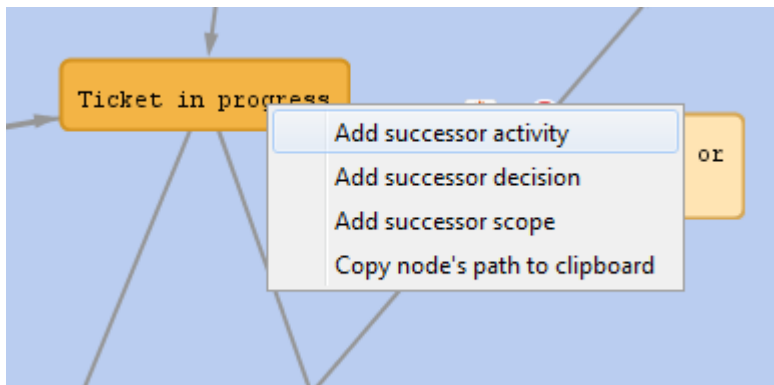 Ticket in progress
Add successor activity
or
Add successor decision
Add successor scope
Copy node's path to clipboard